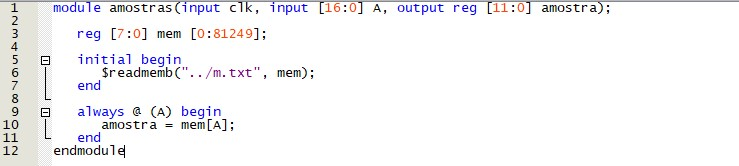 1 module amostras(input clk, input [16:0] A, output reg [11:0] amostra);
2
3 reg [7:0] mem [0:81249];
4
5 initial begin
6 $readmemb("../m.txt", mem);
7 end
8
9 always @ (A) begin
10 amostra = mem[A];
11 end
12 endmodule